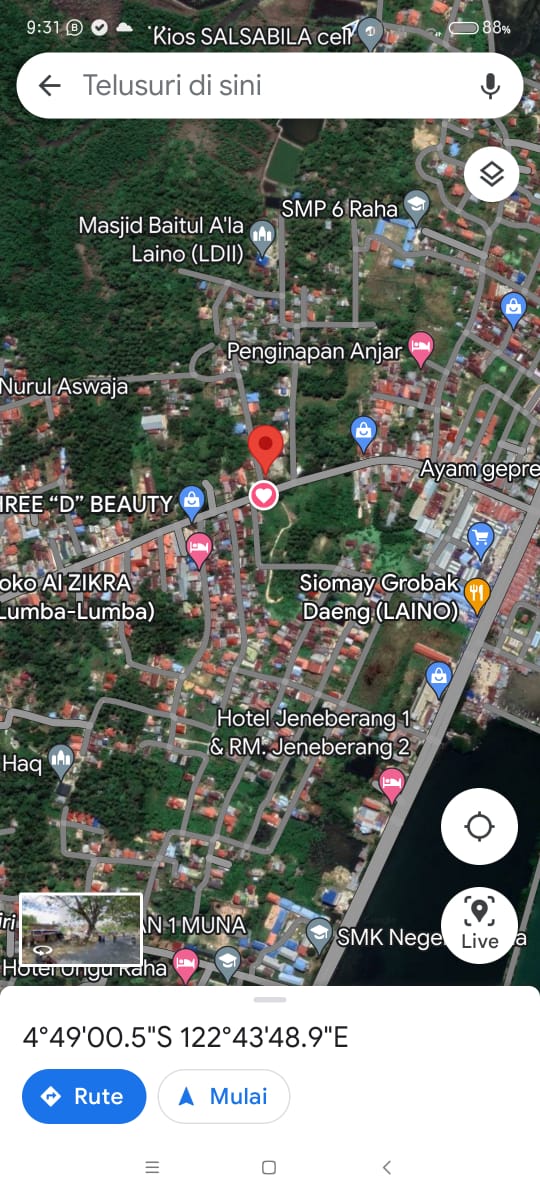 9:31
88%
Kios SALSABILA cell
Telusuri di sini
SMP 6 Raha
Masjid Baitul A'la
Laino (LDII)
Penginapan Anjar
Nurul Aswaja
Ayam gepre
IREE “D” BEAUTY
oko Al ZIKRA
Lumba-Lumba)
Siomay Grobak
Daeng (LAINO)
Hotel Jeneberang 1
& RM. Jeneberang 2
Haq
AN 1 MUNA
SMK Nege
a
Live
Hotel Ungu Raha
4°49'00.5"S 122°43'48.9"E
Rute
Mulai